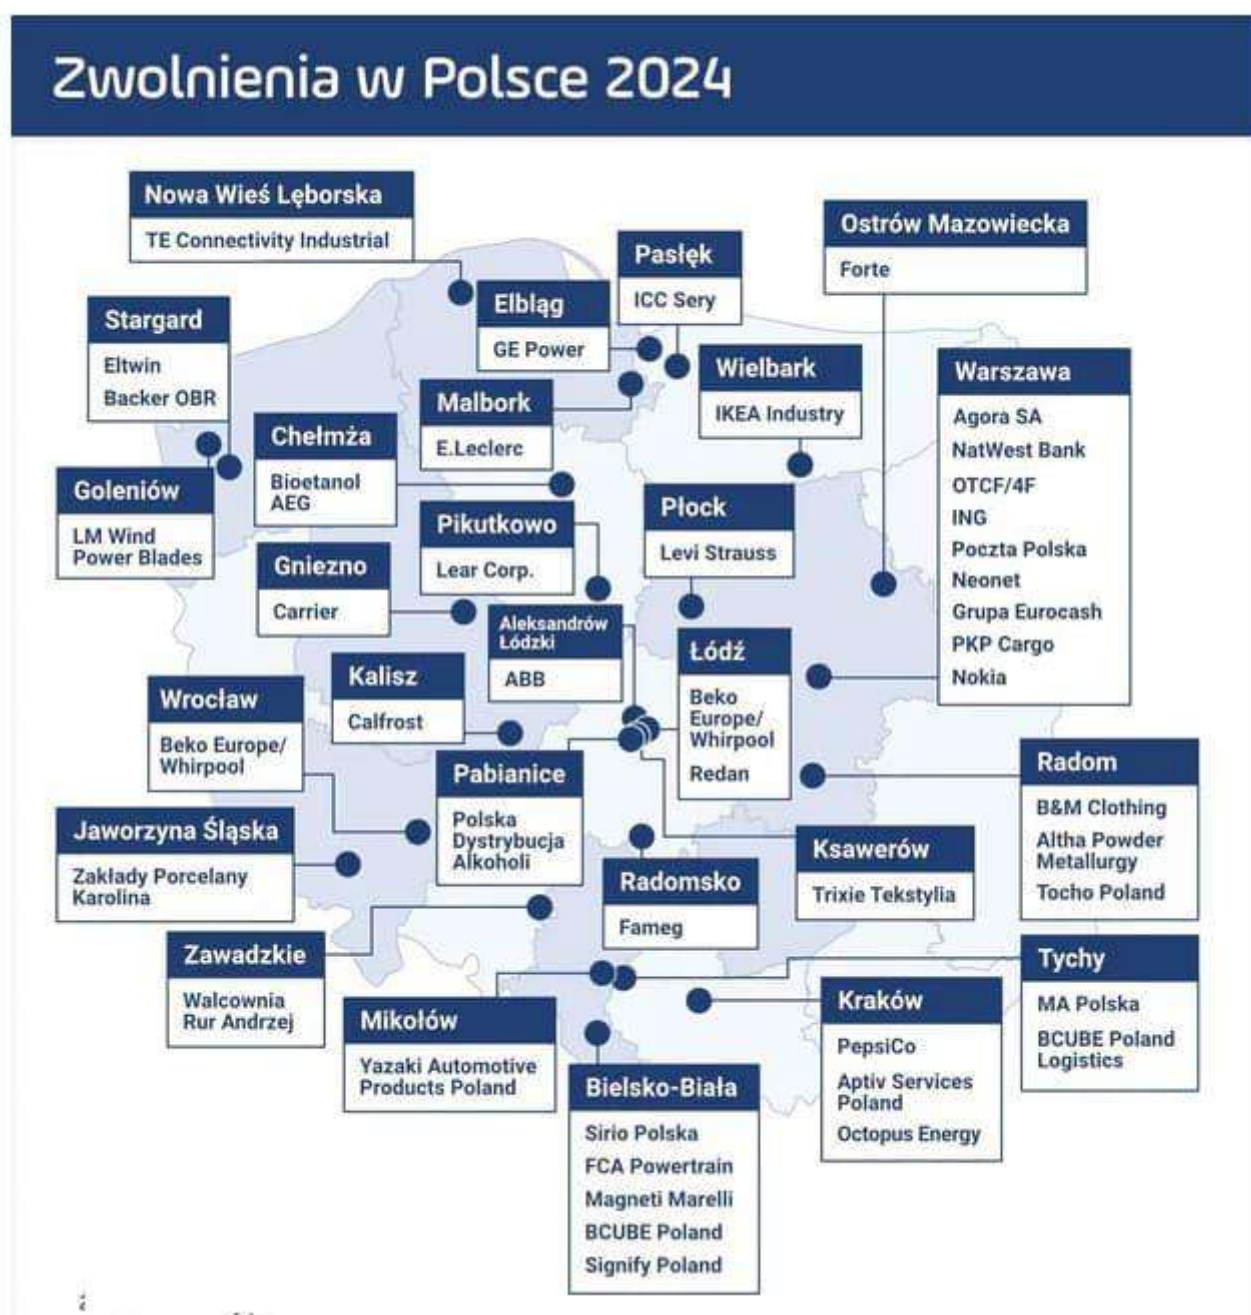 Zwolnienia w Polsce 2024
Nowa Wieś Lęborska
TE Connectivity Industrial
Ostrów Mazowiecka
Forte
Pasłęk
ICC Sery
Elbląg
GE Power
Stargard
Eltwin
Backer OBR
Wielbark
IKEA Industry
Warszawa
Agora SA
NatWest Bank
OTCF/4F
ING
Poczta Polska
Neonet
Grupa Eurocash
PKP Cargo
Nokia
Malbork
E.Leclerc
Chełmża
Bioetanol
AEG
Goleniów
LM Wind
Power Blades
Pikutkowo
Lear Corp.
Płock
Levi Strauss
Gniezno
Carrier
Aleksandrów
Łódzki
ABB
Łódź
Beko
Europe/
Whirpool
Redan
Kalisz
Calfrost
Wrocław
Beko Europe/
Whirpool
Pabianice
Polska
Dystrybucja
Alkoholi
Radom
B&M Clothing
Altha Powder
Metallurgy
Tocho Poland
Jaworzyna Śląska
Zakłady Porcelany
Karolina
Ksawerów
Trixie Tekstylia
Radomsko
Fameg
Zawadzkie
Walcownia
Rur Andrzej
Tychy
MA Polska
BCUBE Poland
Logistics
Mikołów
Yazaki Automotive
Products Poland
Kraków
PepsiCo
Aptiv Services
Poland
Octopus Energy
Bielsko-Biała
Sirio Polska
FCA Powertrain
Magneti Marelli
BCUBE Poland
Signify Poland